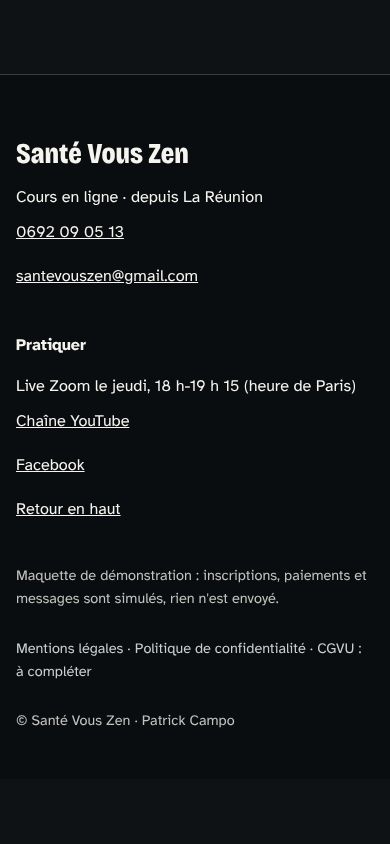 Santé Vous Zen
Cours en ligne · depuis La Réunion
0692 09 05 13
santevouszen@gmail.com
Pratiquer
Live Zoom le jeudi, 18 h-19 h 15 (heure de Paris)
Chaîne YouTube
Facebook
Retour en haut
Maquette de démonstration : inscriptions, paiements et
messages sont simulés, rien n'est envoyé.
Mentions légales · Politique de confidentialité · CGVU :
à compléter
© Santé Vous Zen · Patrick Campo